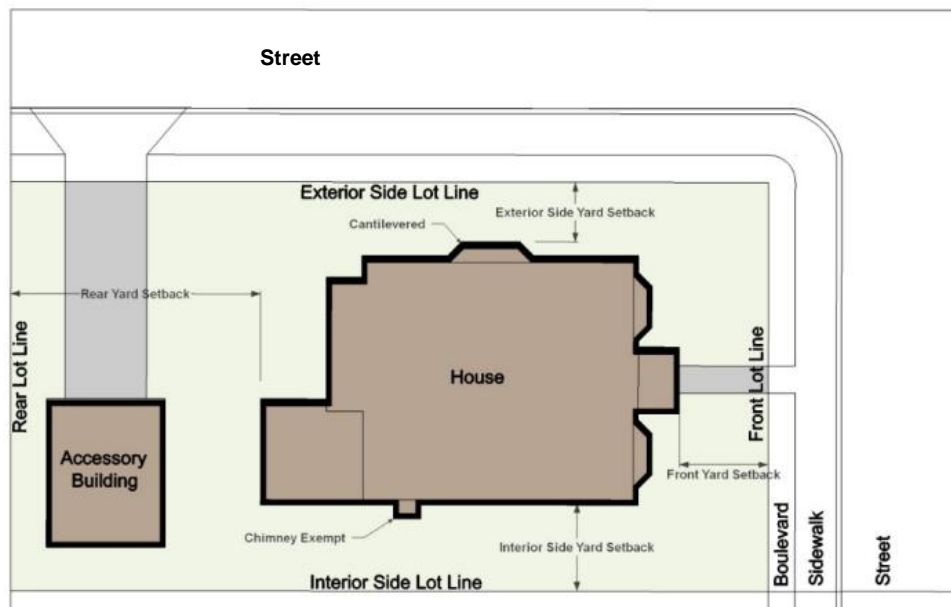 Street
Exterior Side Lot Line
Exterior Side Yard Setback
Cantilevered
Rear Yard Setback
Rear Lot Line
House
Front Lot Line
Accessory
Building
Front Yard Setback
Chimney Exempt
Interior Side Yard Setback
Interior Side Lot Line
Boulevard
Sidewalk
Street